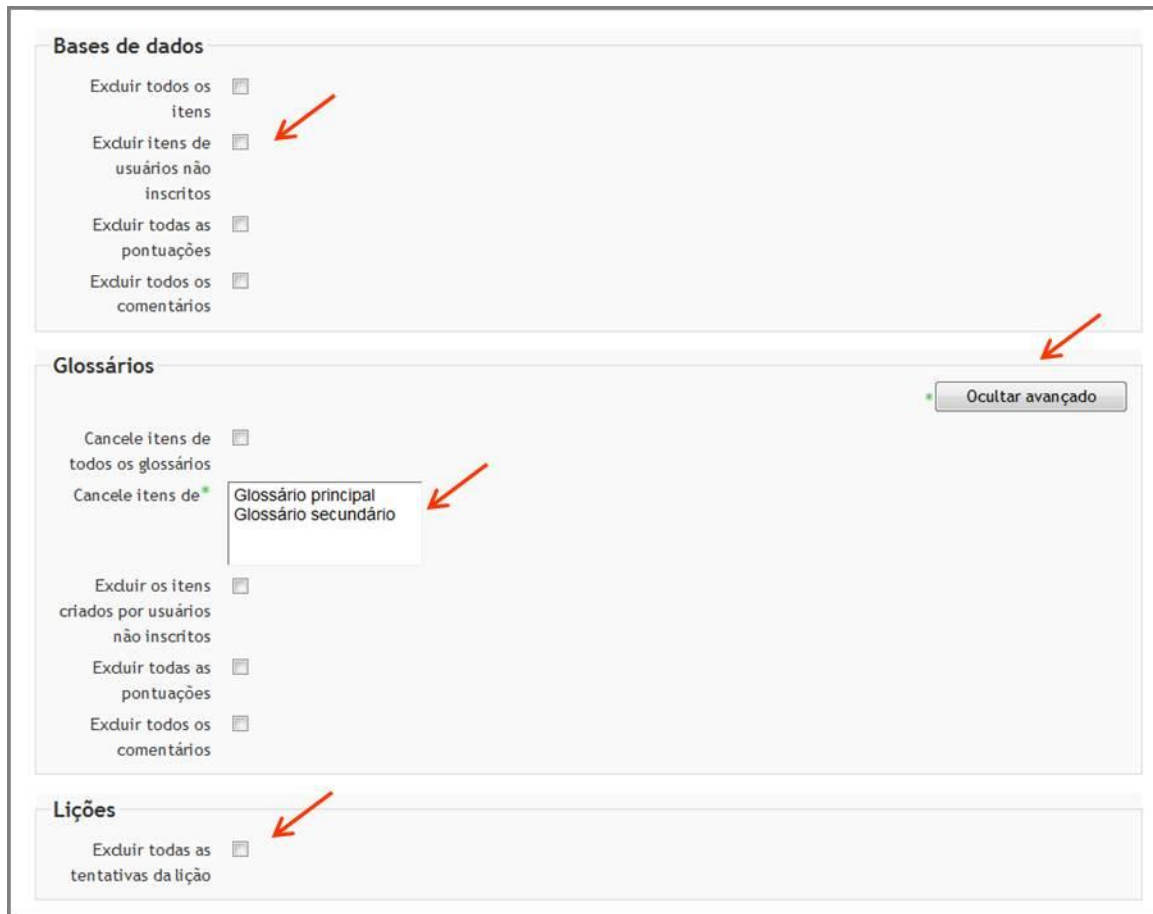 Bases de dados
Excluir todos os
itens
Excluir itens de
usuários não
inscritos
Excluir todas as
pontuações
Excluir todos os
comentários
Glossários
* Ocultar avançado
Cancele itens de
todos os glossários
Cancele itens de*
Glossário principal
Glossário secundário
Excluir os itens
criados por usuários
não inscritos
Excluir todas as
pontuações
Excluir todos os
comentários
Lições
Excluir todas as
tentativas da lição